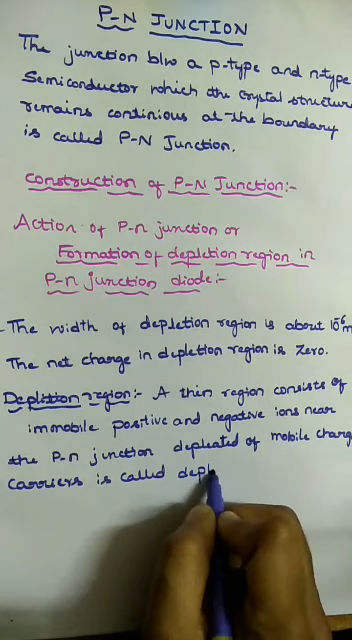 P-N JUNCTION
The junction b/w a p-type and n-type
Semiconductor which the crystal structure
remains continious at the boundary
is called P-N Junction.
Construction of P-N Junction:-
Action of P-n junction or
Formation of depletion region in
P-n junction diode:-
- The width of depletion region is about 10⁻⁶m
The net charge in depletion region is zero.
Deplition region:- A thin region consists of
immobile positive and negative ions near
the P-n junction depleated of mobile charge
Carriers is called depl